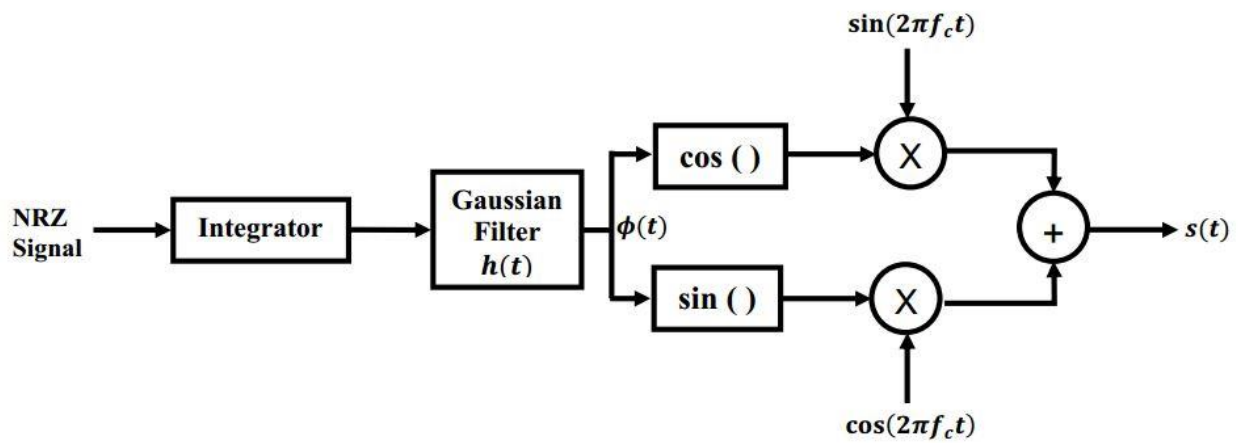 sin(2πf_c t)
cos ( )
X
NRZ
Signal
Integrator
Gaussian
Filter
h(t)
ϕ(t)
+
s(t)
sin ( )
X
cos(2πf_c t)